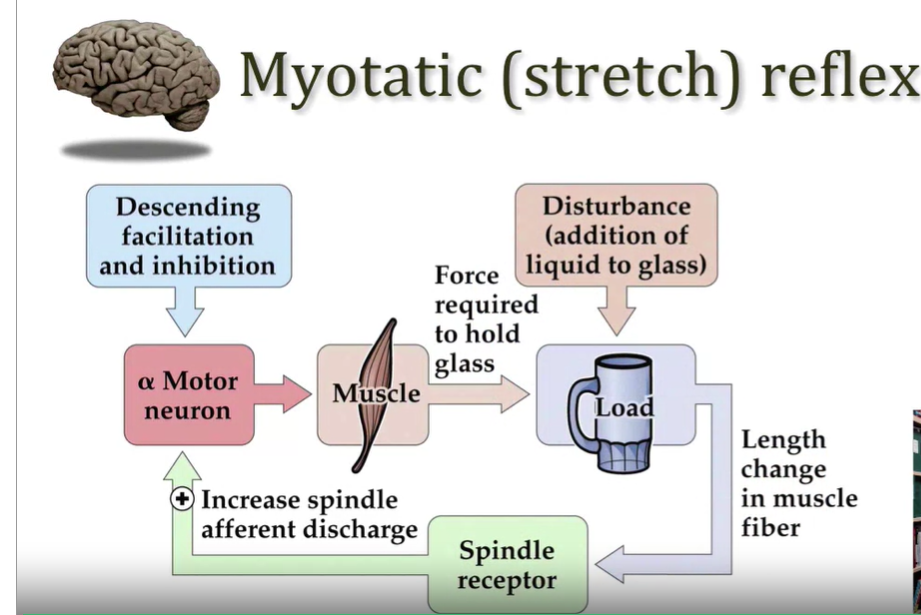 Myotatic (stretch) reflex
Descending
facilitation
and inhibition
Disturbance
(addition of
liquid to glass)
Force
required
to hold
glass
α Motor
neuron
Muscle
Load
Length
change
in muscle
fiber
+
Increase spindle
afferent discharge
Spindle
receptor